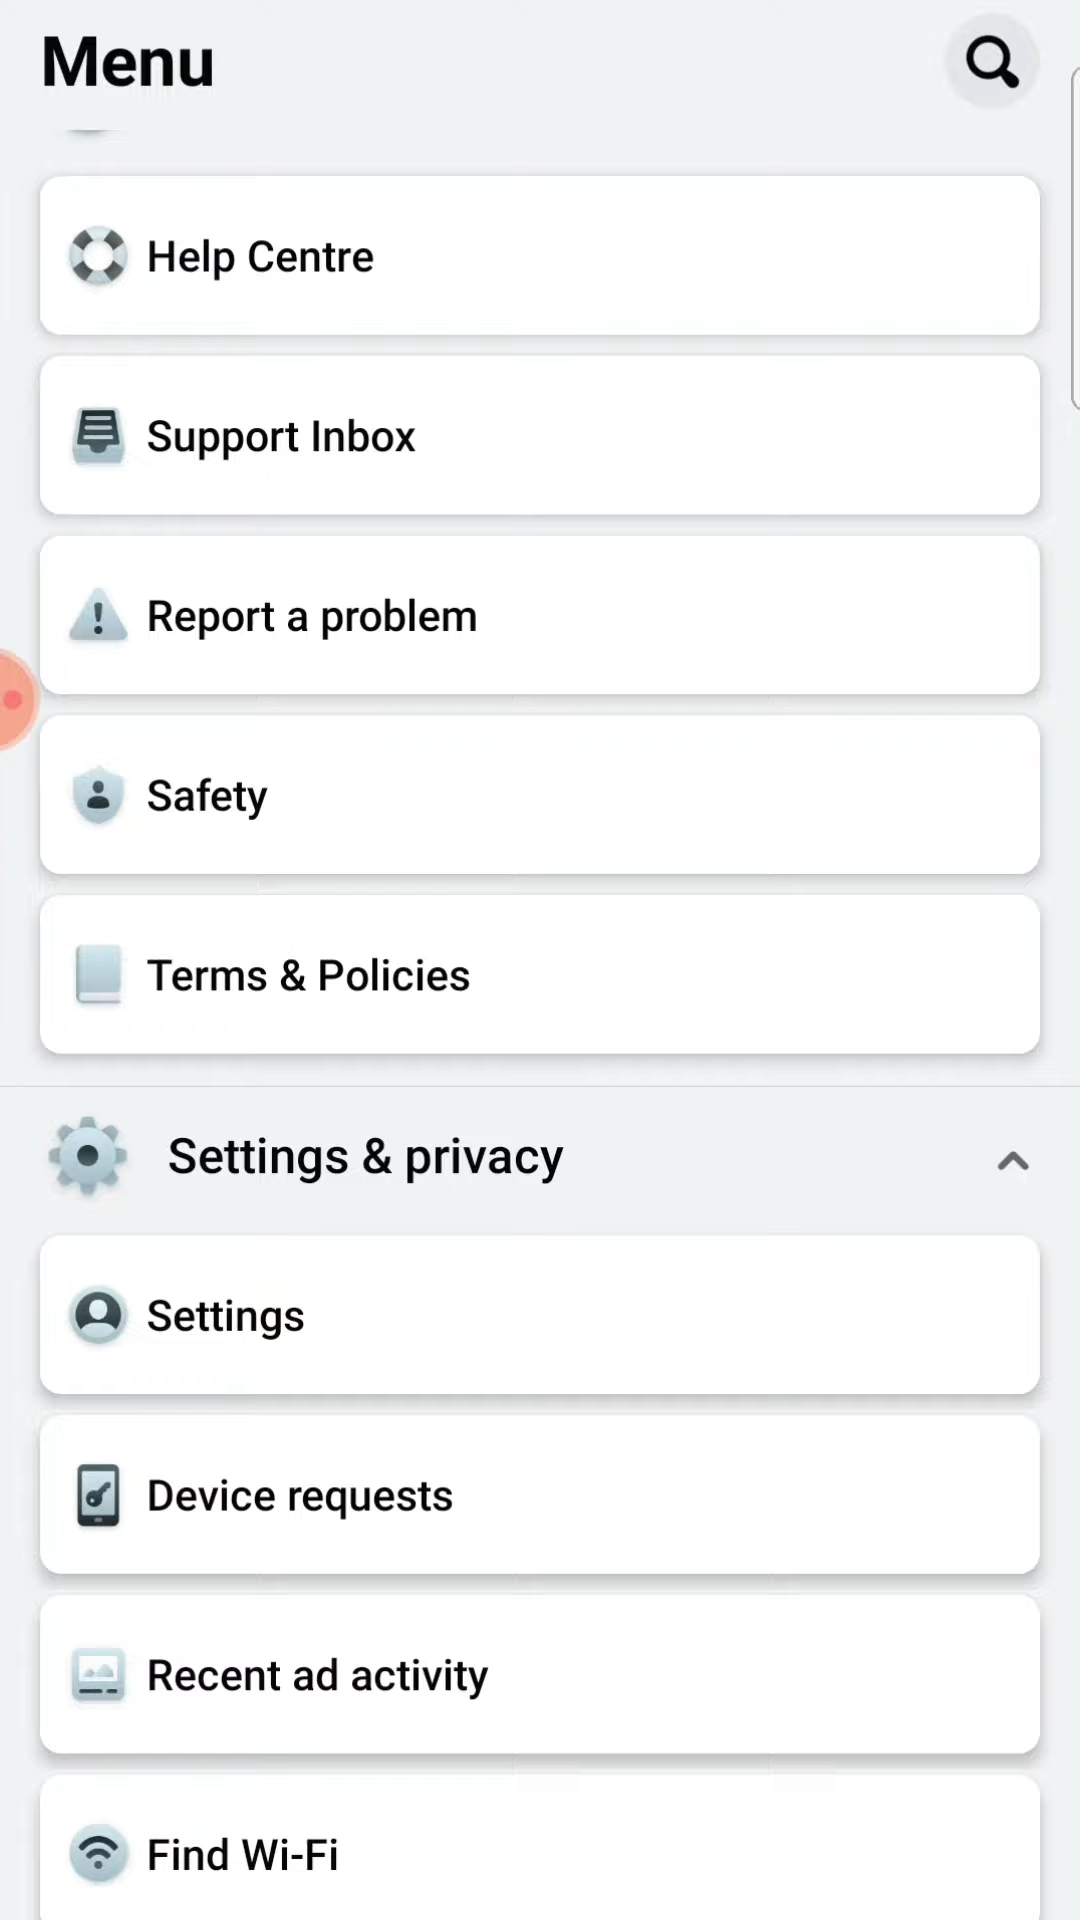 Menu
Help Centre
Support Inbox
Report a problem
Safety
Terms & Policies
Settings & privacy
Settings
Device requests
Recent ad activity
Find Wi-Fi